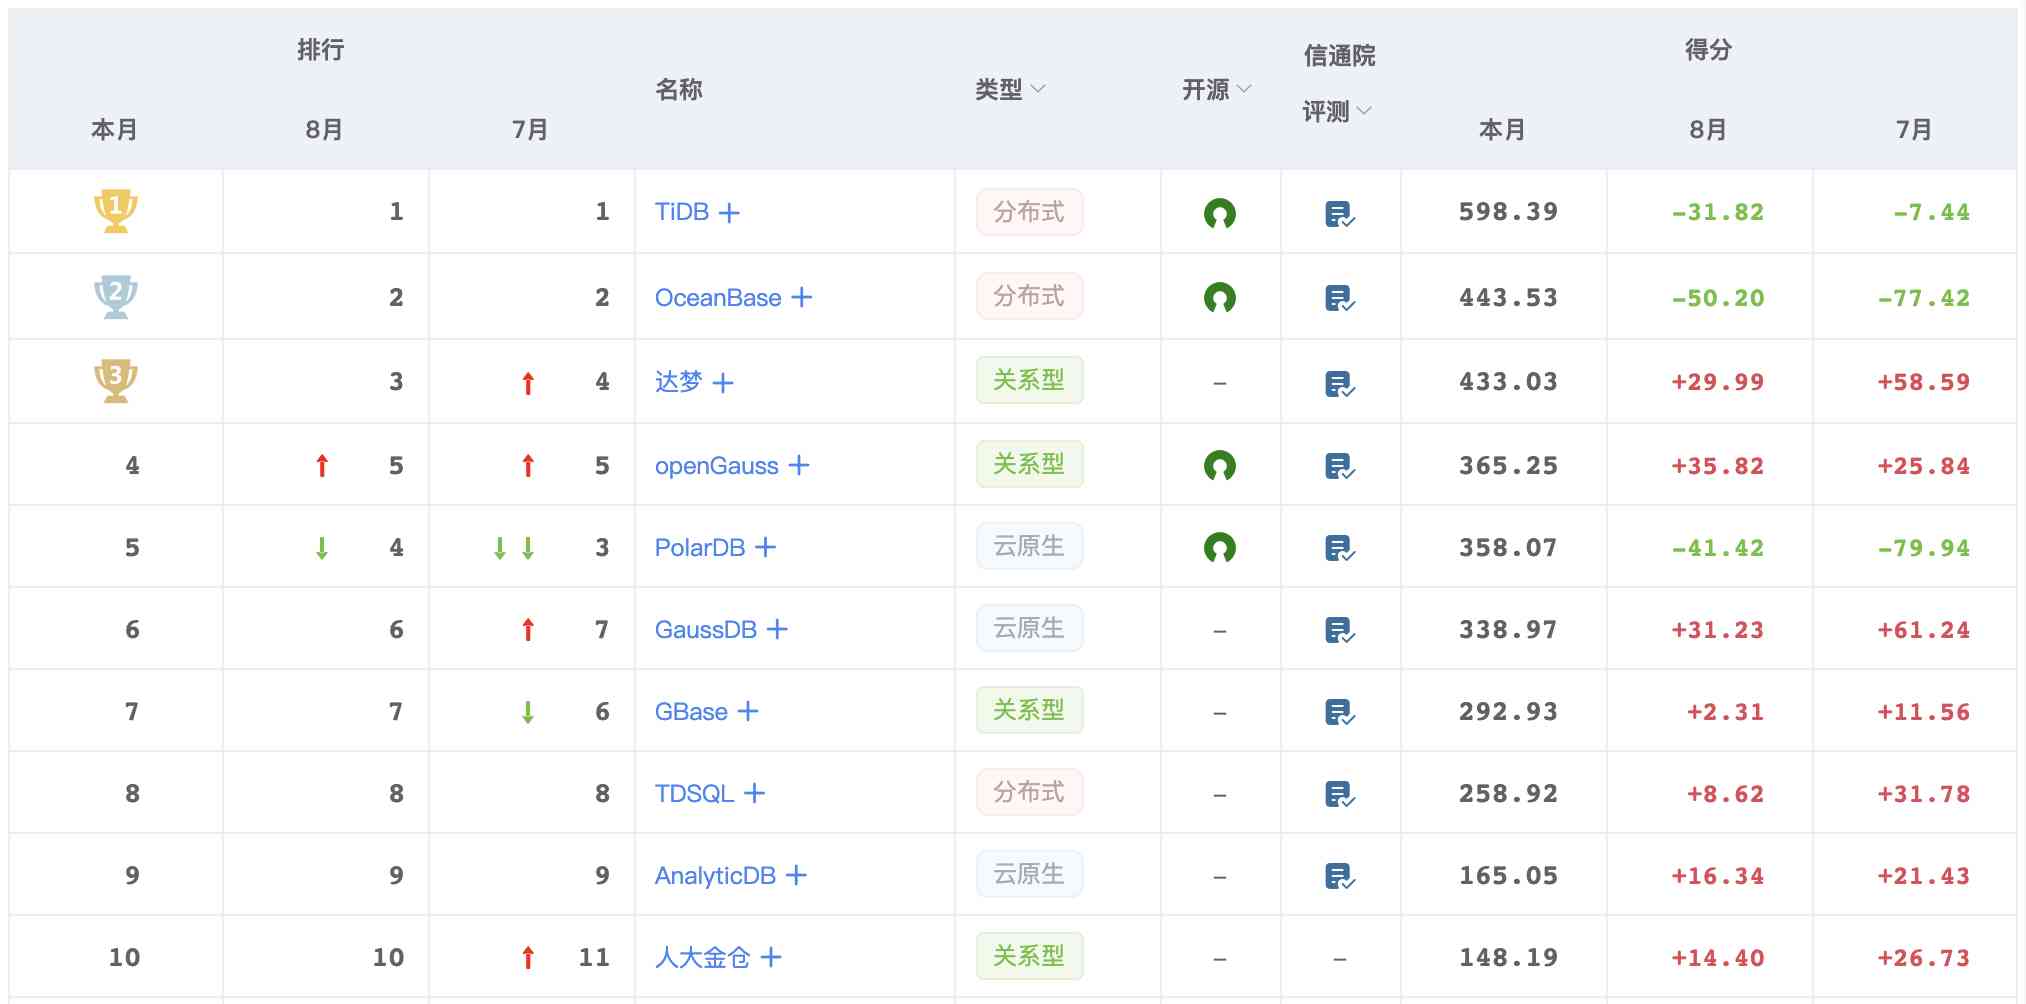 排行 名称 类型 开源 信通院评测 得分
本月 8月 7月 本月 8月 7月
1 1 1 TiDB + 分布式 598.39 -31.82 -7.44
2 2 2 OceanBase + 分布式 443.53 -50.20 -77.42
3 3 ↑ 4 达梦 + 关系型 – 433.03 +29.99 +58.59
4 ↑ 5 ↑ 5 openGauss + 关系型 365.25 +35.82 +25.84
5 ↓ 4 ↓↓ 3 PolarDB + 云原生 358.07 -41.42 -79.94
6 6 ↑ 7 GaussDB + 云原生 – 338.97 +31.23 +61.24
7 7 ↓ 6 GBase + 关系型 – 292.93 +2.31 +11.56
8 8 8 TDSQL + 分布式 – 258.92 +8.62 +31.78
9 9 9 AnalyticDB + 云原生 – 165.05 +16.34 +21.43
10 10 ↑ 11 人大金仓 + 关系型 – – 148.19 +14.40 +26.73